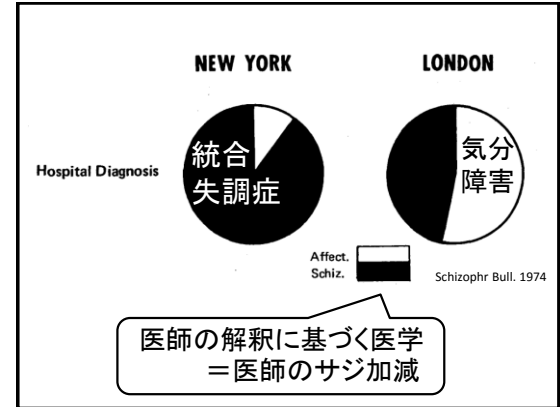 NEW YORK
LONDON
Hospital Diagnosis
統合
失調症
気分
障害
Affect.
Schiz.
Schizophr Bull. 1974
医師の解釈に基づく医学
＝医師のサジ加減